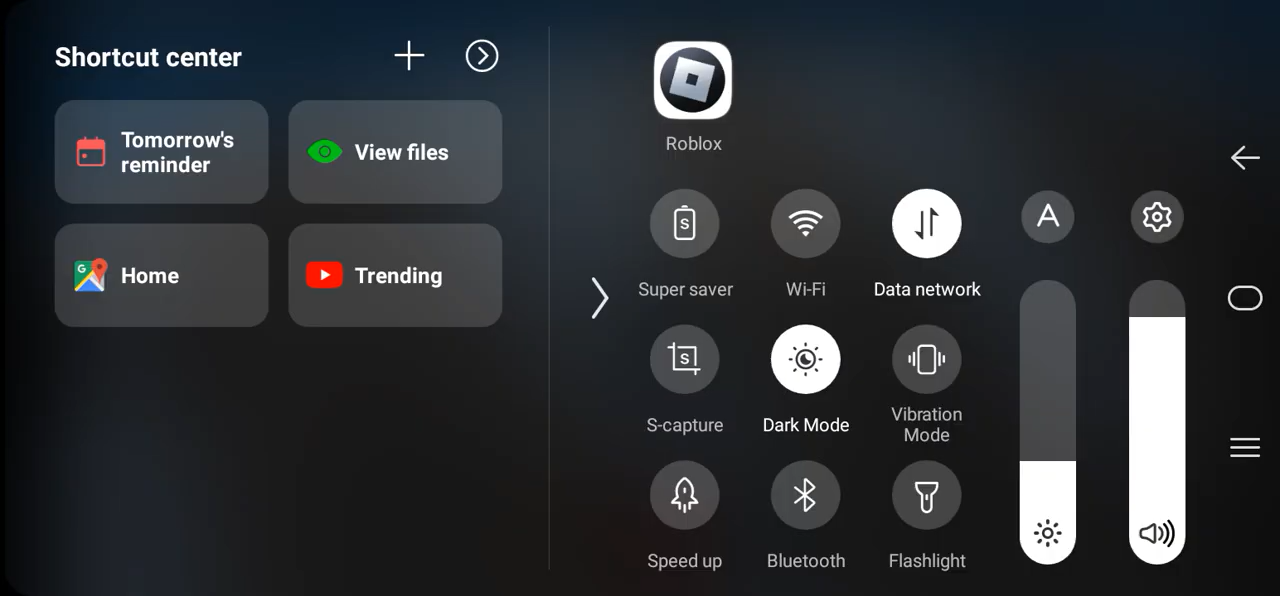 Shortcut center
Tomorrow's
reminder
View files
Home
Trending
Roblox
Super saver
Wi-Fi
Data network
S-capture
Dark Mode
Vibration
Mode
Speed up
Bluetooth
Flashlight